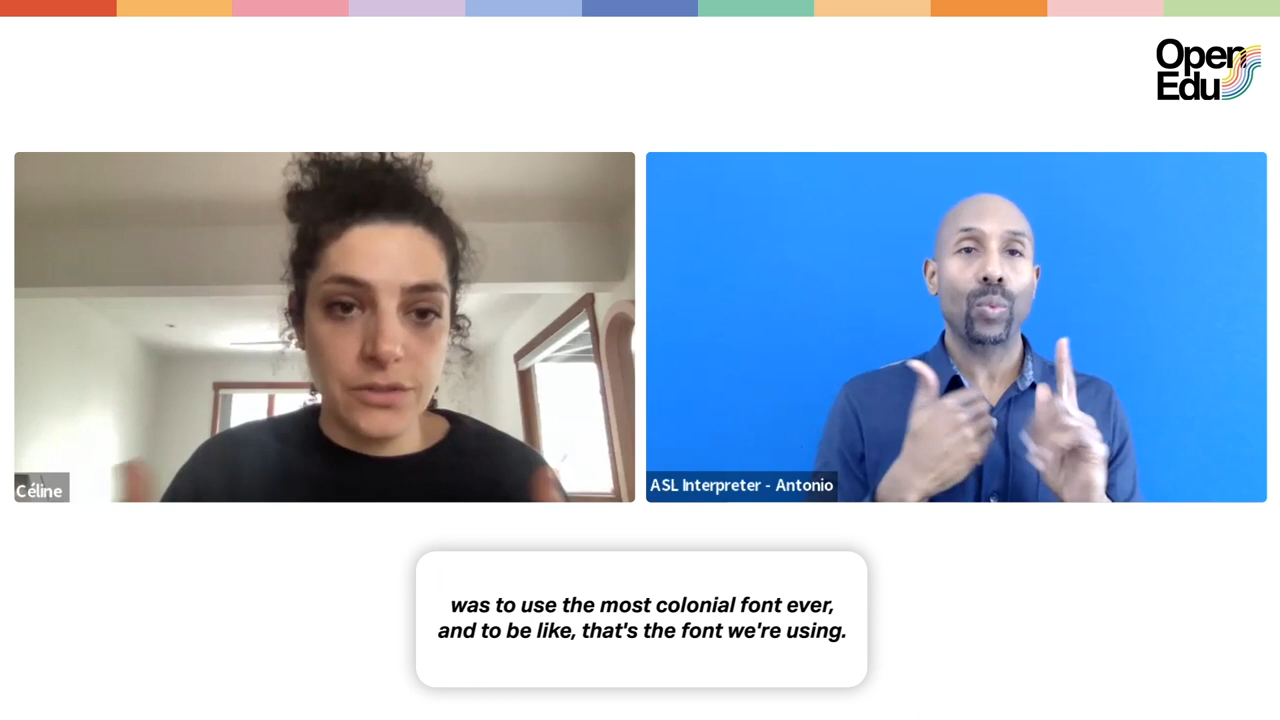 Open
Edu
Céline
ASL Interpreter - Antonio
was to use the most colonial font ever,
and to be like, that's the font we're using.